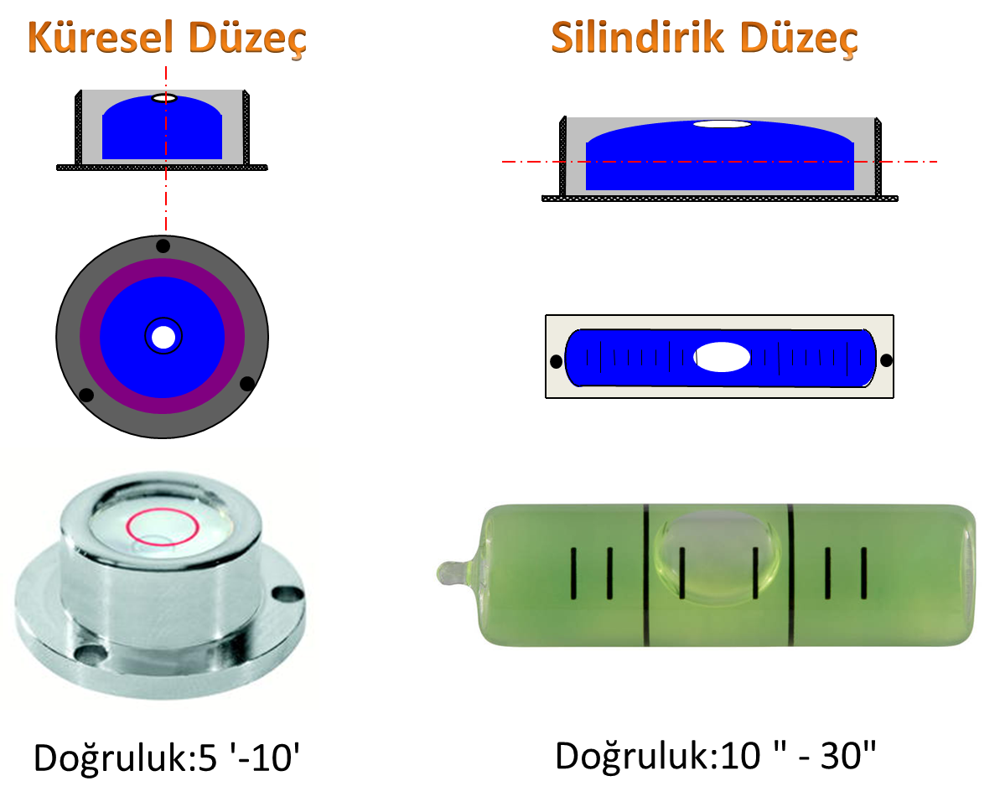 Küresel Düzeç
Silindirik Düzeç
Doğruluk:5 '-10'
Doğruluk:10 " - 30"